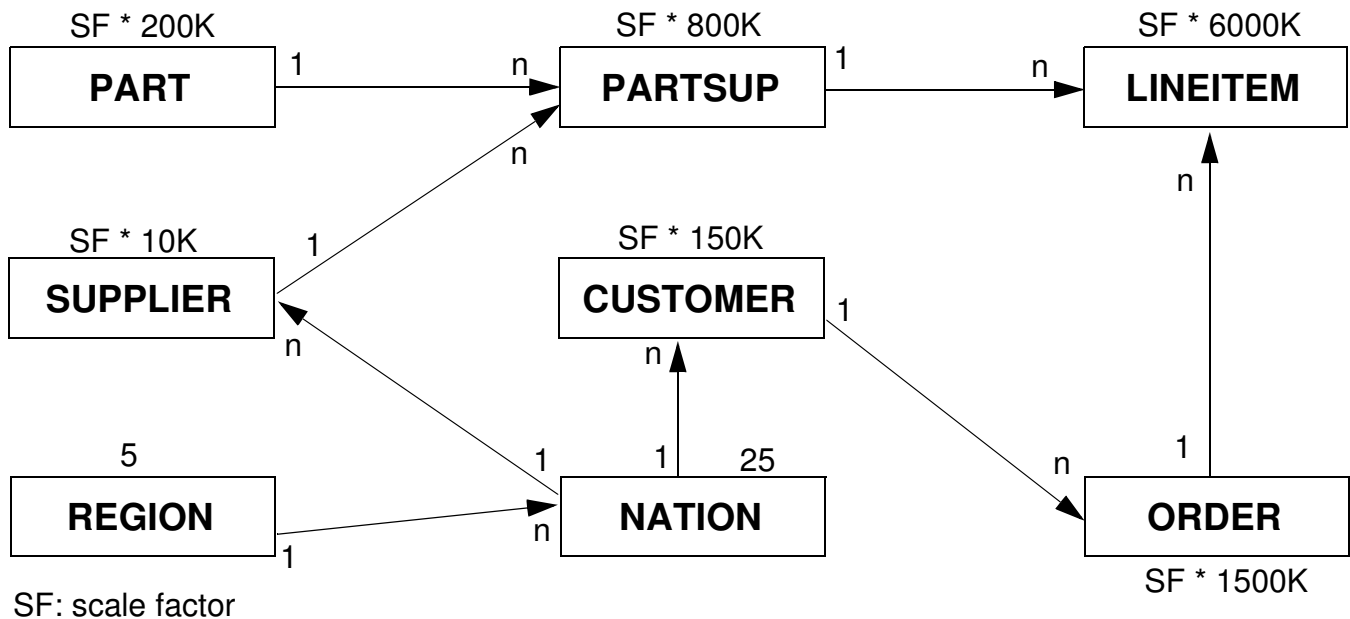 SF * 200K
SF * 800K
SF * 6000K
PART
1
n
PARTSUP
1
n
LINEITEM
n
n
SF * 10K
1
SF * 150K
SUPPLIER
CUSTOMER
1
n
n
5
1
1
25
n
1
REGION
1
n
NATION
ORDER
SF * 1500K
SF: scale factor